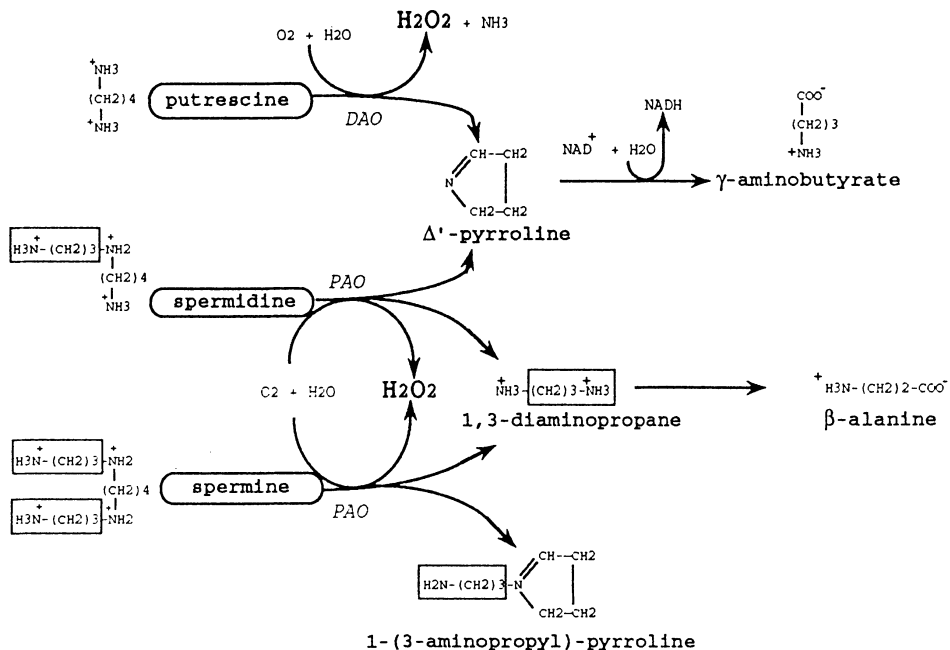 O2 + H2O
H2O2 + NH3
+NH3
(CH2)4
+NH3
putrescine
DAO
CH--CH2
N
CH2-CH2
Δ'-pyrroline
NAD+ + H2O
NADH
COO-
(CH2)3
+NH3
γ-aminobutyrate
+
H3N-(CH2)3-NH2
+
(CH2)4
+NH3
spermidine
PAO
C2 + H2O
H2O2
+
NH3-(CH2)3-NH3
+
1,3-diaminopropane
+
H3N-(CH2)2-COO-
β-alanine
+
H3N-(CH2)3-NH2
+
(CH2)4
+
H3N-(CH2)3-NH2
+
spermine
PAO
H2N-(CH2)3-N
CH--CH2
CH2-CH2
1-(3-aminopropyl)-pyrroline